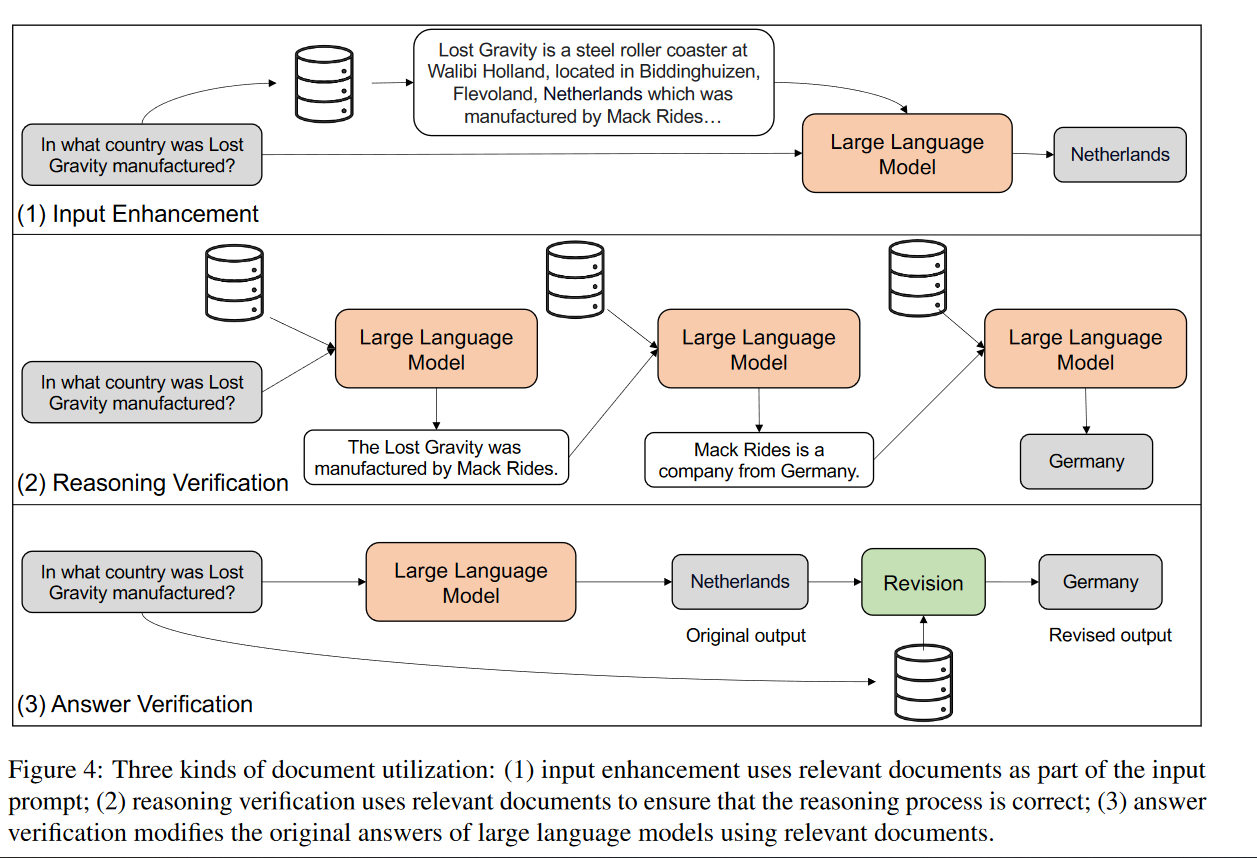 Lost Gravity is a steel roller coaster at
Walibi Holland, located in Biddinghuizen,
Flevoland, Netherlands which was
manufactured by Mack Rides…
In what country was Lost
Gravity manufactured?
Large Language
Model
Netherlands
(1) Input Enhancement
Large Language
Model
Large Language
Model
Large Language
Model
In what country was Lost
Gravity manufactured?
The Lost Gravity was
manufactured by Mack Rides.
Mack Rides is a
company from Germany.
Germany
(2) Reasoning Verification
In what country was Lost
Gravity manufactured?
Large Language
Model
Netherlands
Revision
Germany
Original output
Revised output
(3) Answer Verification
Figure 4: Three kinds of document utilization: (1) input enhancement uses relevant documents as part of the input
prompt; (2) reasoning verification uses relevant documents to ensure that the reasoning process is correct; (3) answer
verification modifies the original answers of large language models using relevant documents.